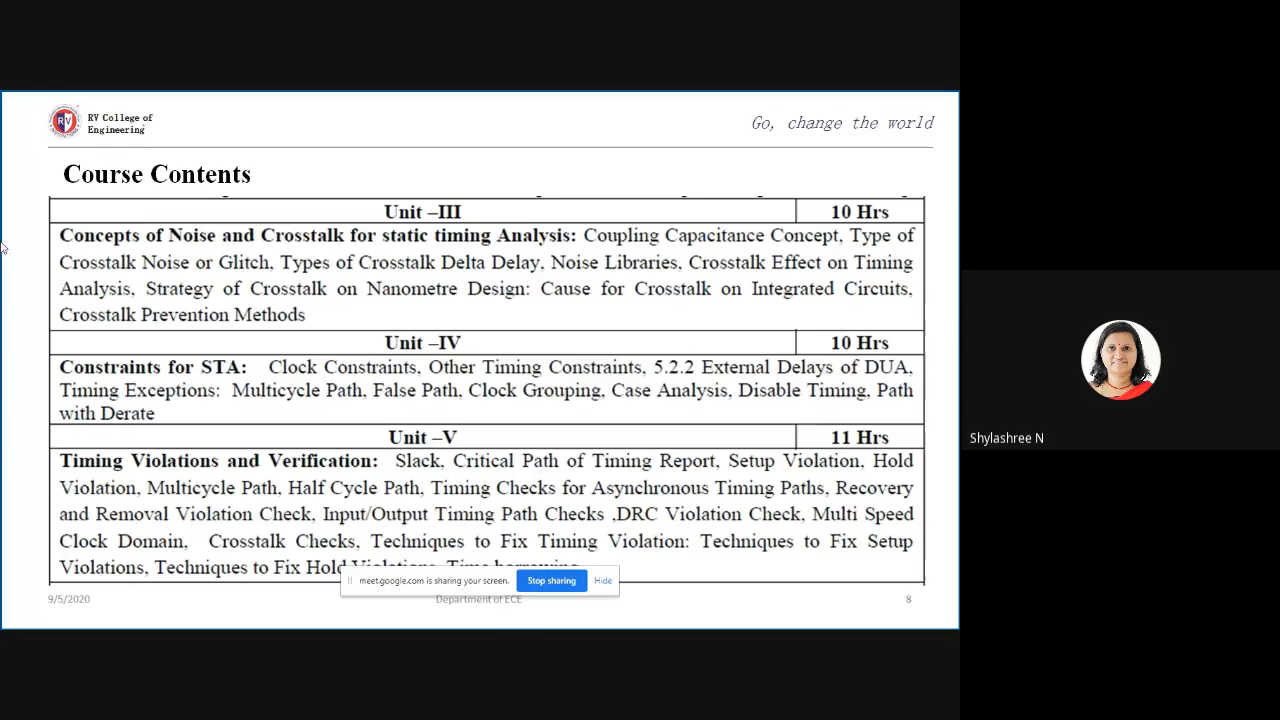 RV College of
Engineering
Go, change the world
Course Contents
Unit –III 10 Hrs
Concepts of Noise and Crosstalk for static timing Analysis: Coupling Capacitance Concept, Type of
Crosstalk Noise or Glitch, Types of Crosstalk Delta Delay, Noise Libraries, Crosstalk Effect on Timing
Analysis, Strategy of Crosstalk on Nanometre Design: Cause for Crosstalk on Integrated Circuits,
Crosstalk Prevention Methods
Unit –IV 10 Hrs
Constraints for STA: Clock Constraints, Other Timing Constraints, 5.2.2 External Delays of DUA,
Timing Exceptions: Multicycle Path, False Path, Clock Grouping, Case Analysis, Disable Timing, Path
with Derate
Unit –V 11 Hrs
Timing Violations and Verification: Slack, Critical Path of Timing Report, Setup Violation, Hold
Violation, Multicycle Path, Half Cycle Path, Timing Checks for Asynchronous Timing Paths, Recovery
and Removal Violation Check, Input/Output Timing Path Checks ,DRC Violation Check, Multi Speed
Clock Domain, Crosstalk Checks, Techniques to Fix Timing Violation: Techniques to Fix Setup
Violations, Techniques to Fix Hold Violations, Time borrowing
meet.google.com is sharing your screen. Stop sharing Hide
9/5/2020 Department of ECE 8
Shylashree N